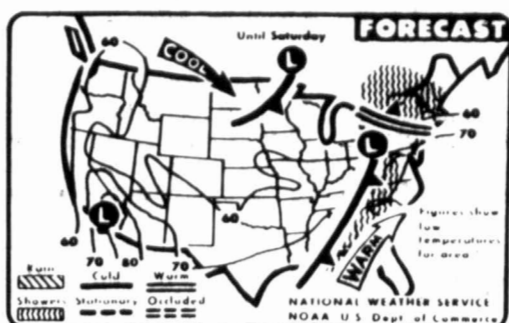 FORECAST
Until Saturday
60
COOL
L
L
60
70
L
60
60
70
80
70
WARM
Figures show
low
temperatures
for area
Rain
Cold
Warm
Showers
Stationary
Occluded
NATIONAL WEATHER SERVICE
NOAA U S Dept of Commerce